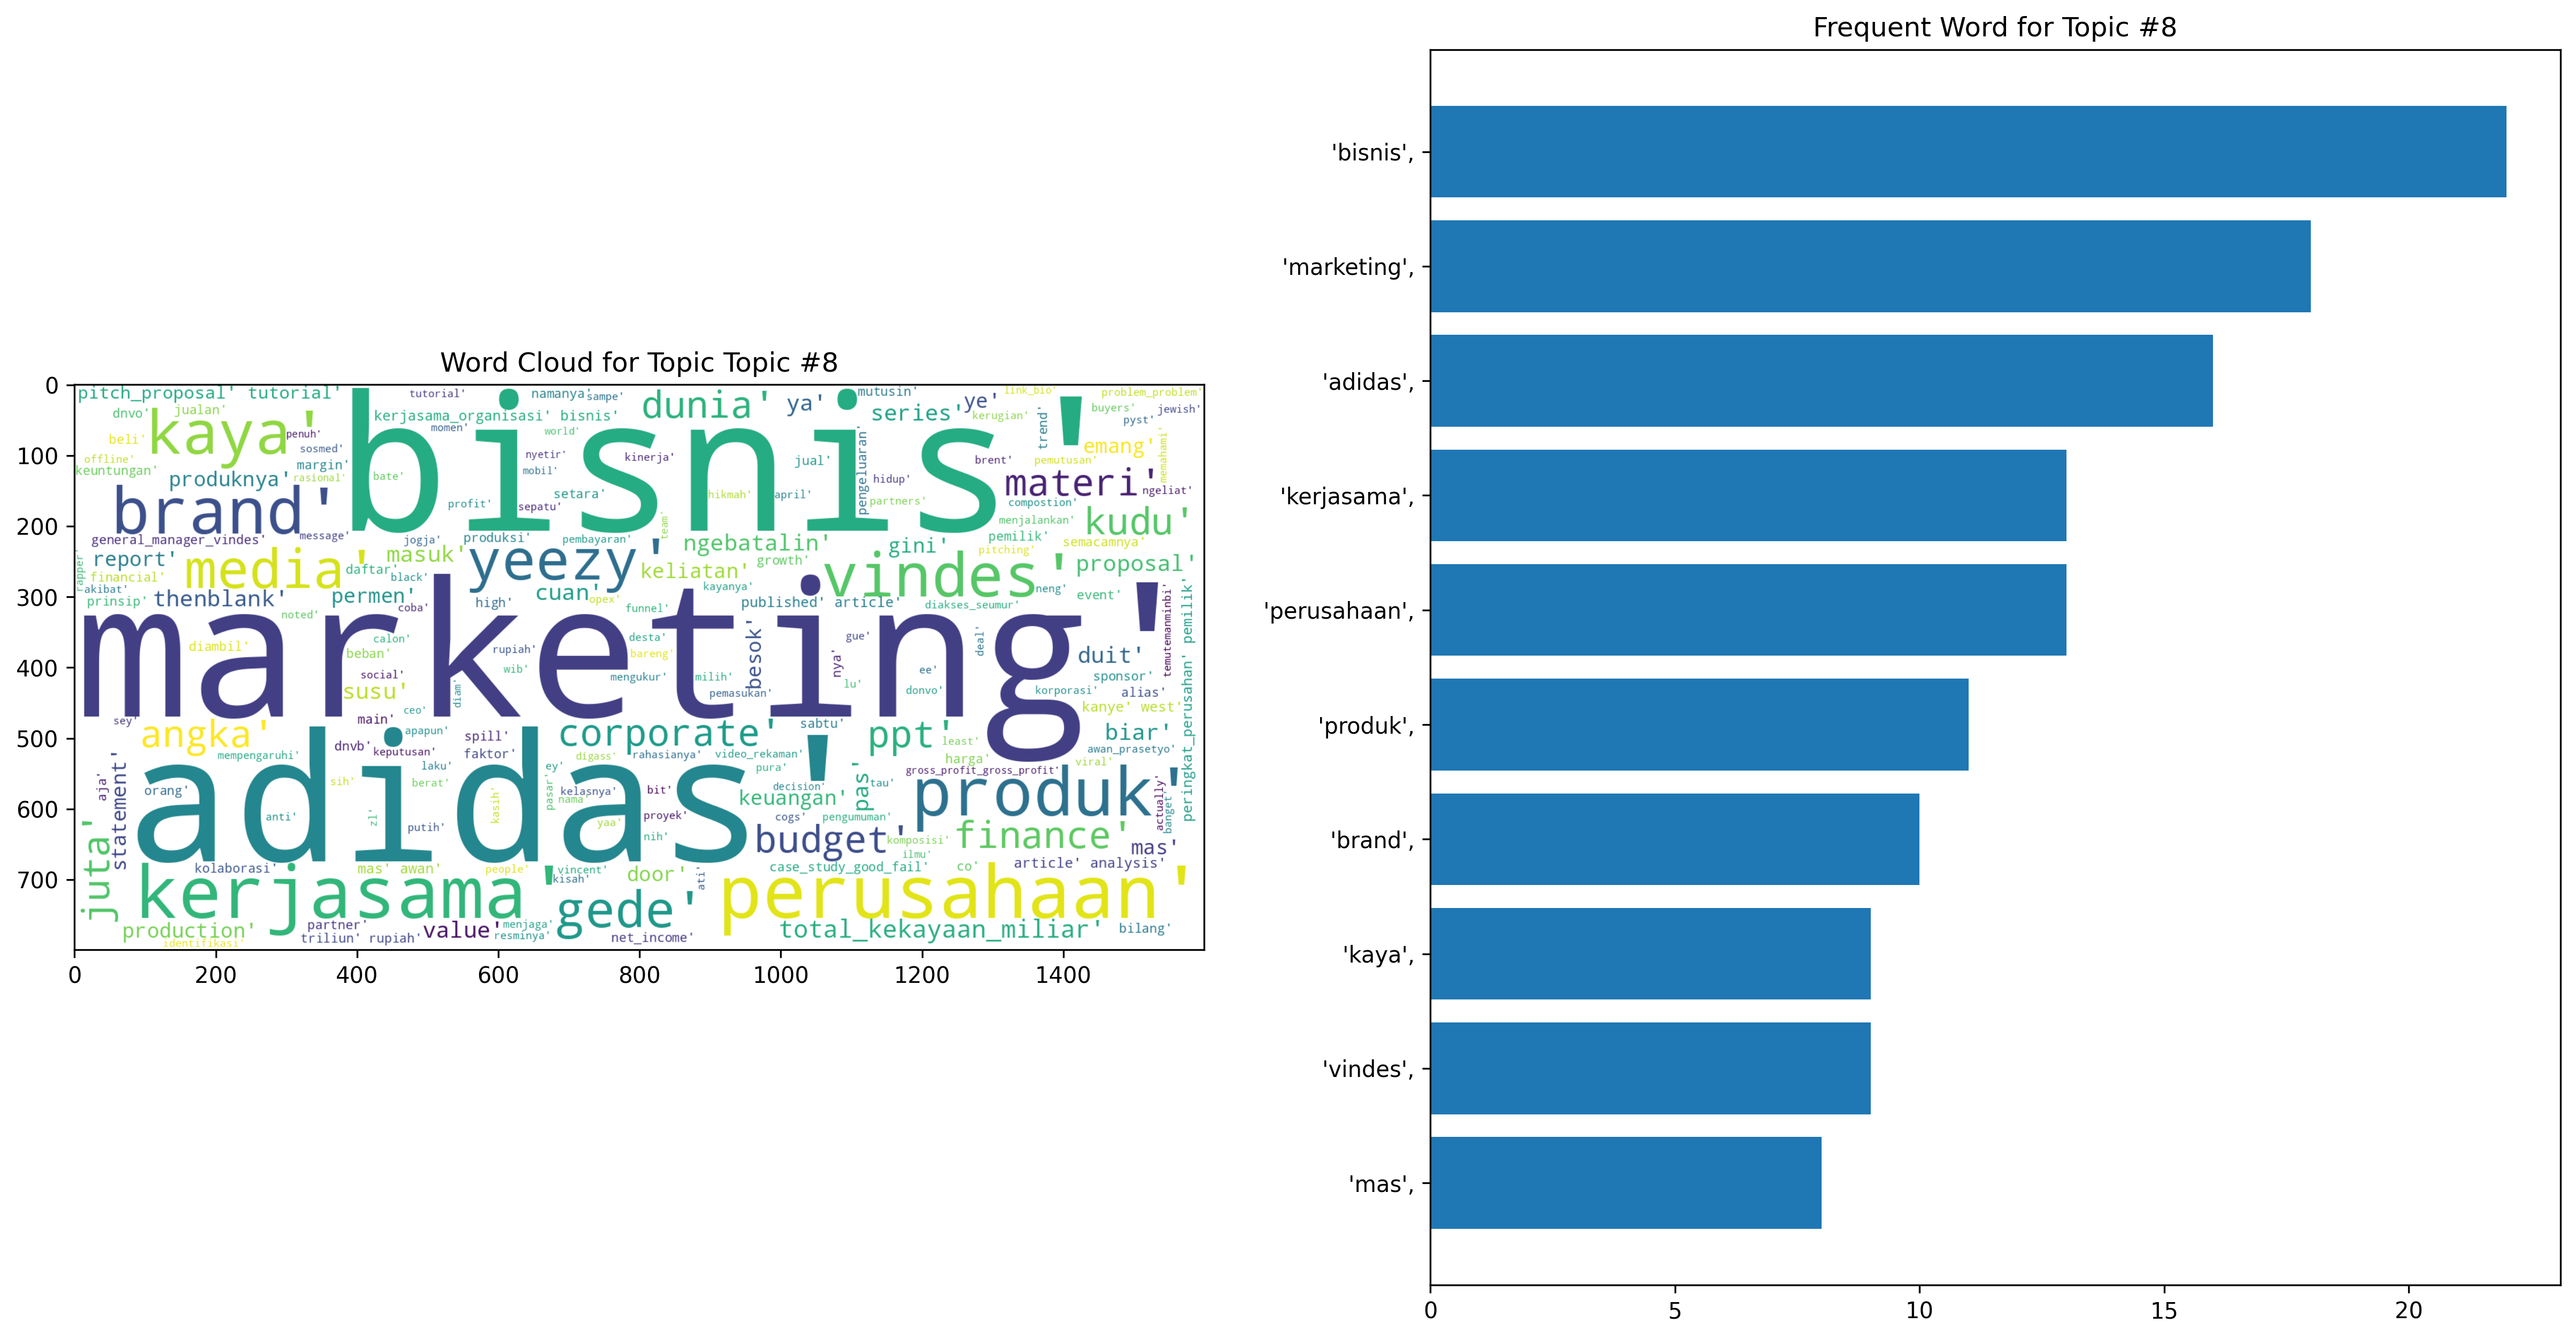 Word Cloud for Topic Topic #8
0
100
200
300
400
500
600
700
0 200 400 600 800 1000 1200 1400
pitch_proposal' tutorial'
tutorial'
namanya'
sampe'
dunia'
ya'
mutusin'
series'
ye'
link_bio'
problem_problem'
dnvo'
jualan'
kaya'
penuh'
kerjasama_organisasi' bisnis'
momen'
world'
bisnis'
kerugian'
trend'
buyers'
jewish'
pyst'
beli'
sosmed'
emang'
offline'
keuntungan'
margin'
produknya'
rasional'
bate'
nyetir'
mobil'
kinerja'
jual'
pengeluaran'
hidup'
brent'
pemutusan'
memahami'
materi'
ngeliat'
brand'
profit'
setara'
sepatu'
hikmah'
april'
partners'
compostion'
menjalankan'
kudu'
general_manager_vindes'
message'
jogja'
produksi'
pembayaran'
team'
ngebatalin'
gini'
pemilik'
pitching'
semacamnya'
report'
media'
masuk'
yeezy'
keliatan'
growth'
vindes'
proposal'
rapper'
financial'
daftar'
black'
akibat'
prinsip'
thenblank'
permen'
coba'
high'
cuan'
opex'
kayanya'
neng'
event'
funnel'
published' article'
diakses_seumur'
noted'
marketing'
diambil'
calon'
beban'
desta'
rupiah'
bareng'
besok'
gue'
nya'
deal'
duit'
temutemanminbi'
peringkat_perusahan' pemilik'
social'
susu'
wib'
mengukur'
milih'
pemasukan'
lu'
ee'
donvo'
korporasi'
sponsor'
alias'
kanye' west'
diam'
ceo'
main'
sey'
angka'
apapun'
spill'
corporate'
sabtu'
ppt'
least'
biar'
dnvb'
keputusan'
faktor'
mempengaruhi'
digass'
rahasianya'
video_rekaman'
harga'
awan_prasetyo'
viral'
laku'
ey'
pura'
gross_profit_gross_profit'
aja'
statement'
orang'
adidas'
sih'
berat'
pasar'
kelasnya'
nama'
bit'
decision'
keuangan'
pas'
tau'
produk'
actually'
banget'
anti'
zl'
putih'
kasih'
yaa'
proyek'
nih'
cogs'
pengumuman'
budget'
komposisi'
ilmu'
finance'
mas'
juta'
kolaborasi'
mas' awan'
people'
vincent'
kisah'
door'
ati'
case_study_good_fail'
co'
article' analysis'
kerjasama'
gede'
perusahaan'
production'
identifikasi'
partner'
triliun' rupiah'
value'
menjaga'
resminya'
net_income'
total_kekayaan_miliar'
bilang'
Frequent Word for Topic #8
'bisnis',
'marketing',
'adidas',
'kerjasama',
'perusahaan',
'produk',
'brand',
'kaya',
'vindes',
'mas',
0 5 10 15 20